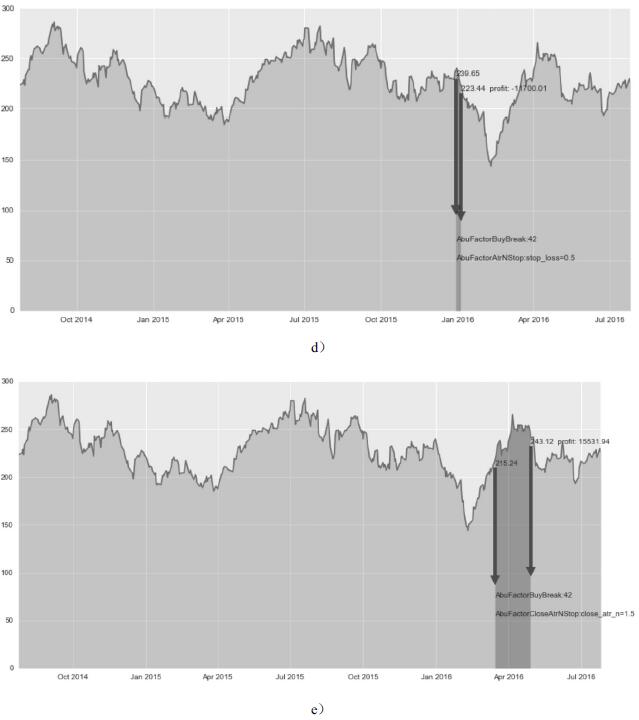 300
250
200
150
100
50
0
239.65
223.44 profit: -11700.01
AbuFactorBuyBreak:42
AbuFactorAtrNStop:stop_loss=0.5
Oct 2014 Jan 2015 Apr 2015 Jul 2015 Oct 2015 Jan 2016 Apr 2016 Jul 2016
d）
300
250
200
150
100
50
0
243.12 profit: 15531.94
215.24
AbuFactorBuyBreak:42
AbuFactorCloseAtrNStop:close_atr_n=1.5
Oct 2014 Jan 2015 Apr 2015 Jul 2015 Oct 2015 Jan 2016 Apr 2016 Jul 2016
e）